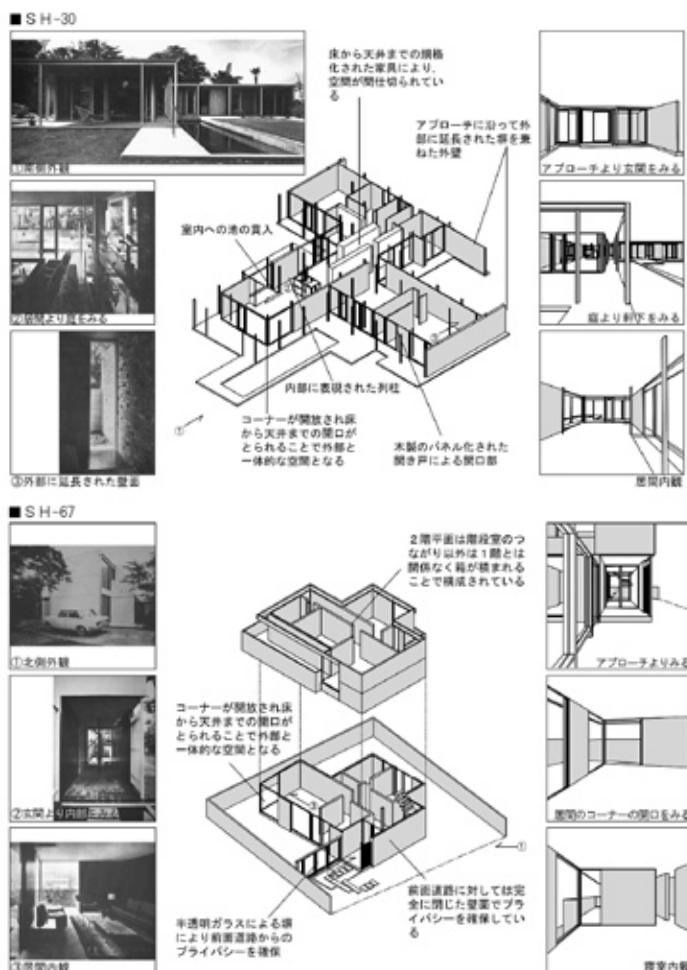 ■SH-30
床から天井までの規格
化された家具により、
空間が間仕切られてい
る
アプローチに沿って外
部に延長された塀を兼
ねた外壁
①南側外観
アプローチより玄関をみる
室内への池の貫入
②居間より庭をみる
庭より軒下をみる
内部に表現された列柱
コーナーが開放され床
から天井までの開口が
とられることで外部と
一体的な空間となる
木製のパネル化された
開き戸による開口部
①
③外部に延長された壁面
居間内観
■SH-67
2階平面は階段室のつ
ながり以外は1階とは
関係なく箱が積まれる
ことで構成されている
①北側外観
アプローチよりみる
コーナーが開放され床
から天井までの開口が
とられることで外部と
一体的な空間となる
②玄関より内部をみる
居間のコーナーの開口をみる
①
半透明ガラスによる塀
により前面道路からの
プライバシーを確保
前面道路に対しては完
全に閉じた壁面でプラ
イバシーを確保してい
る
③居間内観
寝室内観